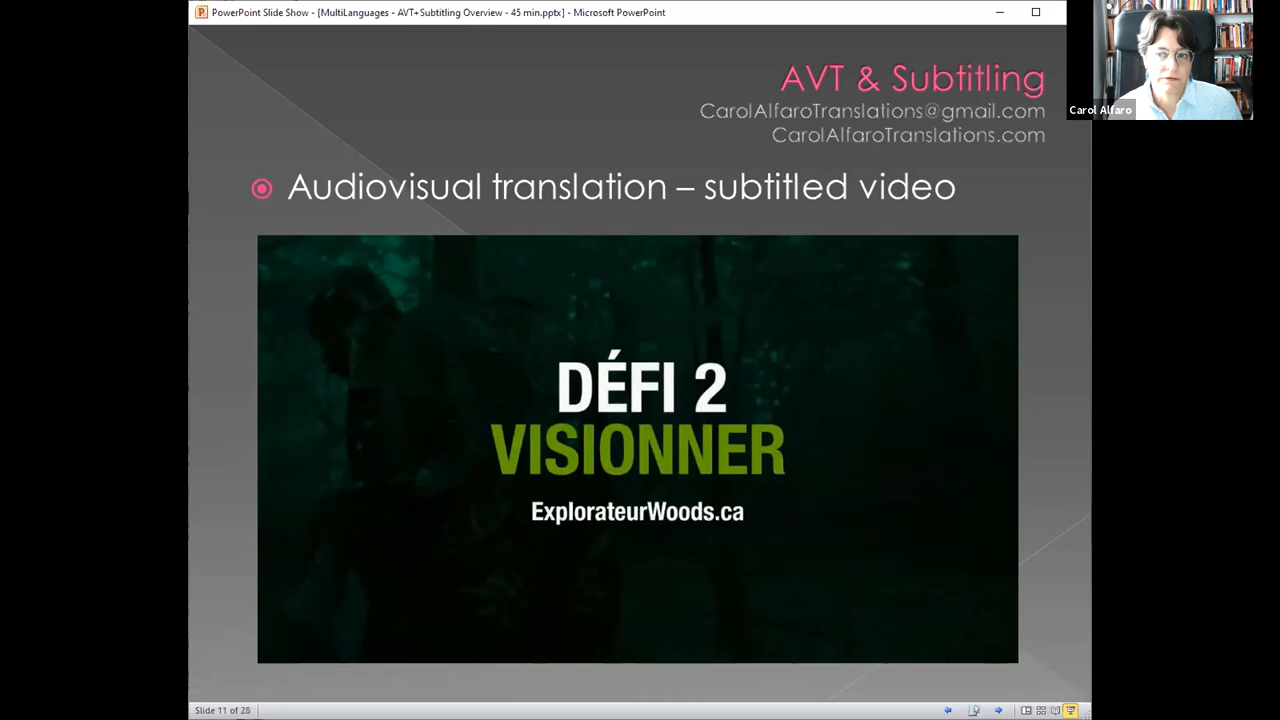 PowerPoint Slide Show - [MultiLanguages - AVT+Subtitling Overview - 45 min.pptx] - Microsoft PowerPoint
Carol Alfaro
AVT & Subtitling
CarolAlfaroTranslations@gmail.com
CarolAlfaroTranslations.com
Audiovisual translation – subtitled video
DÉFI 2
VISIONNER
ExplorateurWoods.ca
Slide 11 of 28